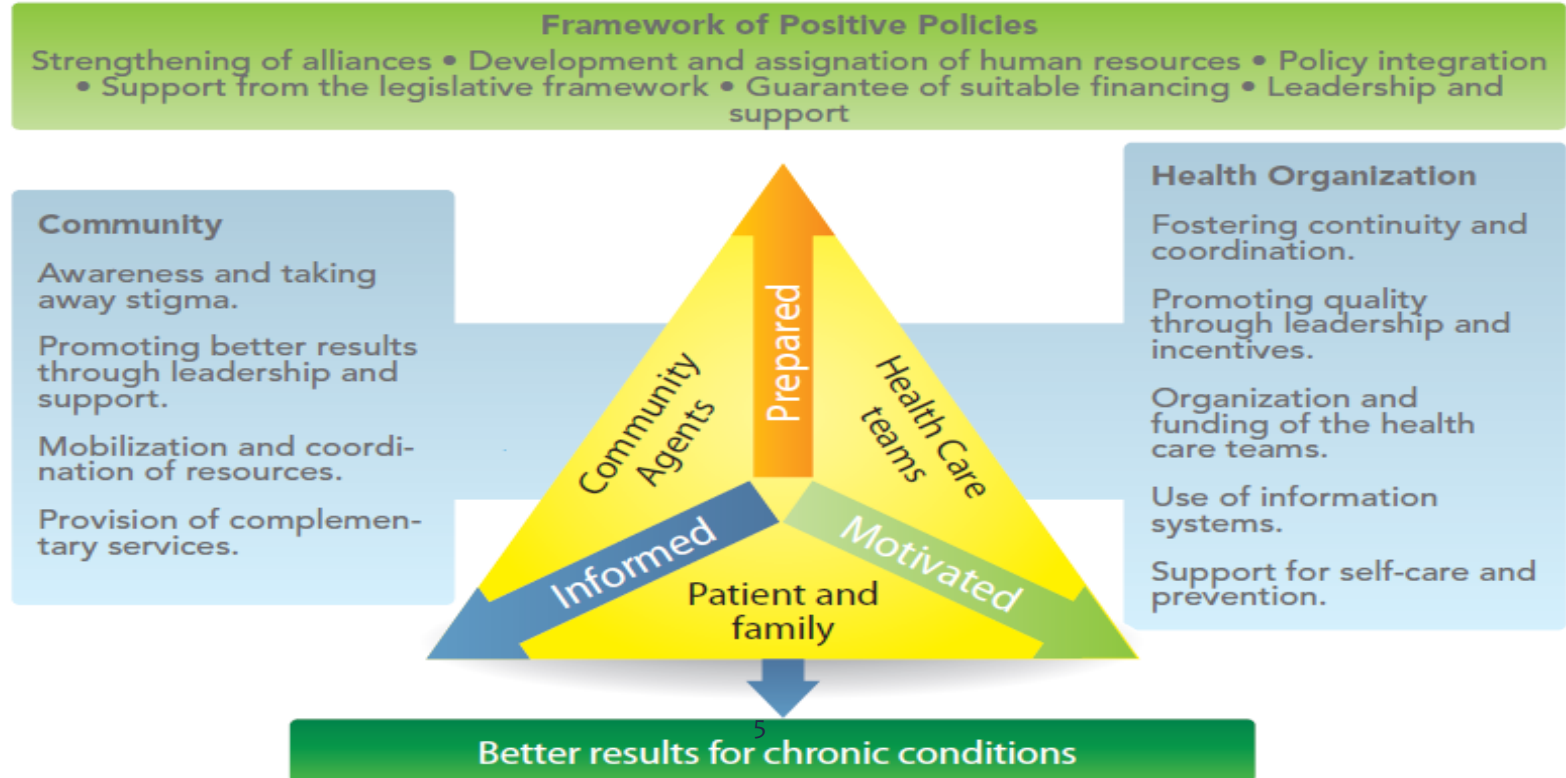 Framework of Positive Policies
Strengthening of alliances • Development and assignation of human resources • Policy integration
• Support from the legislative framework • Guarantee of suitable financing • Leadership and
support
Community
Awareness and taking
away stigma.
Promoting better results
through leadership and
support.
Mobilization and coordi-
nation of resources.
Provision of complemen-
tary services.
Community
Agents
Prepared
Health Care
teams
Informed
Motivated
Patient and
family
Health Organization
Fostering continuity and
coordination.
Promoting quality
through leadership and
incentives.
Organization and
funding of the health
care teams.
Use of information
systems.
Support for self-care and
prevention.
5
Better results for chronic conditions